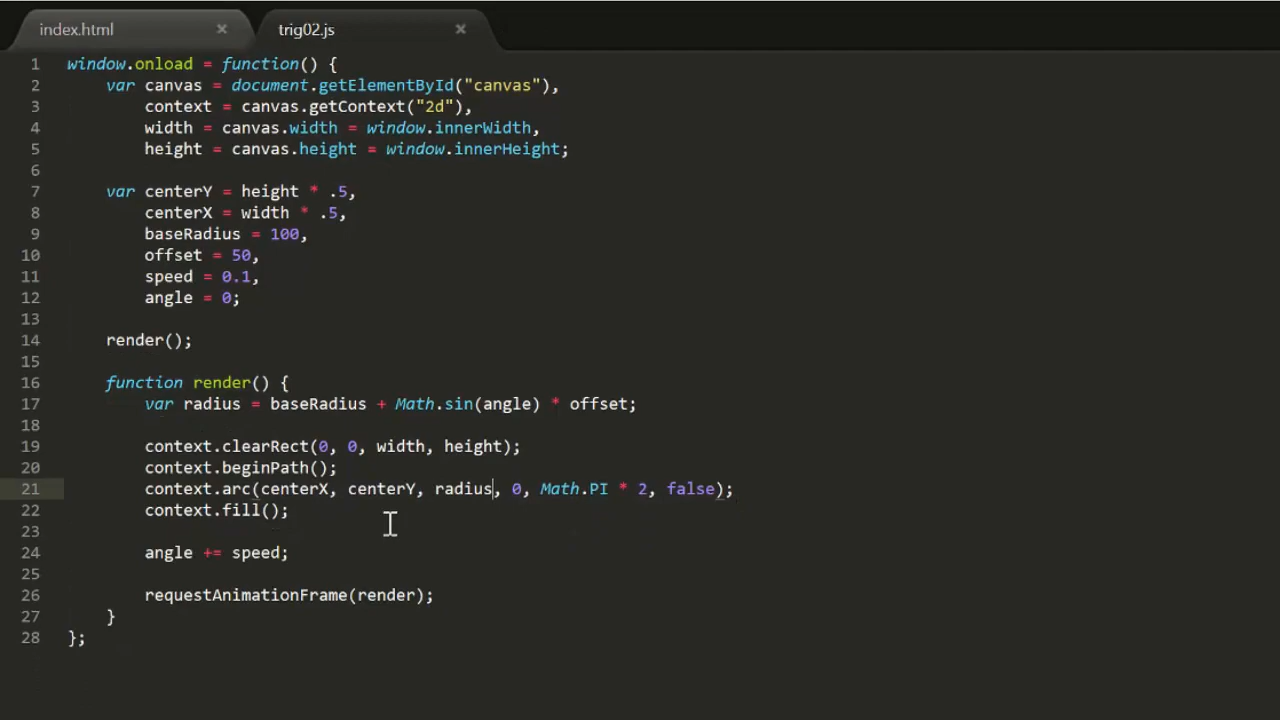 index.html × trig02.js ×
1 window.onload = function() {
2 var canvas = document.getElementById("canvas"),
3 context = canvas.getContext("2d"),
4 width = canvas.width = window.innerWidth,
5 height = canvas.height = window.innerHeight;
6
7 var centerY = height * .5,
8 centerX = width * .5,
9 baseRadius = 100,
10 offset = 50,
11 speed = 0.1,
12 angle = 0;
13
14 render();
15
16 function render() {
17 var radius = baseRadius + Math.sin(angle) * offset;
18
19 context.clearRect(0, 0, width, height);
20 context.beginPath();
21 context.arc(centerX, centerY, radius, 0, Math.PI * 2, false);
22 context.fill();
23
24 angle += speed;
25
26 requestAnimationFrame(render);
27 }
28 };